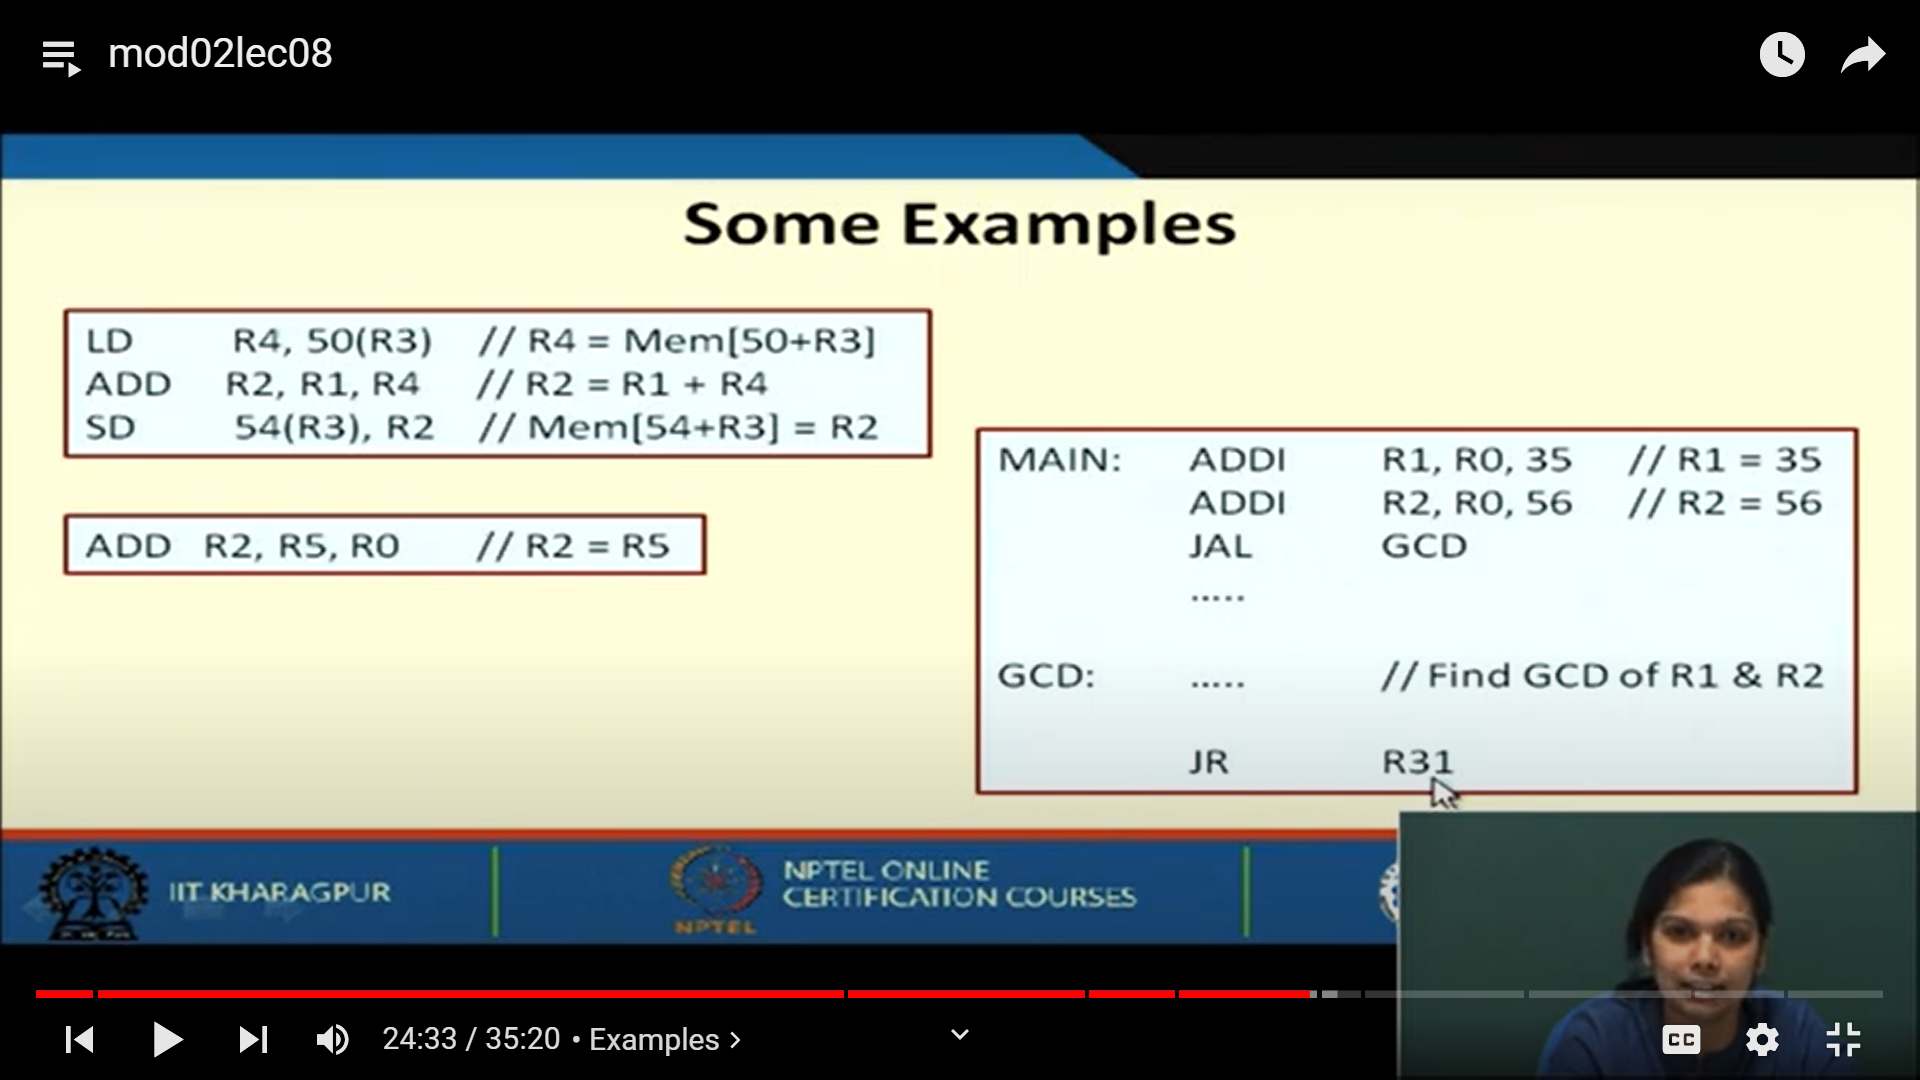 mod02lec08
Some Examples
LD R4, 50(R3) // R4 = Mem[50+R3]
ADD R2, R1, R4 // R2 = R1 + R4
SD 54(R3), R2 // Mem[54+R3] = R2
ADD R2, R5, R0 // R2 = R5
MAIN: ADDI R1, R0, 35 // R1 = 35
ADDI R2, R0, 56 // R2 = 56
JAL GCD
.....
GCD: ..... // Find GCD of R1 & R2
JR R31
IIT KHARAGPUR
NPTEL
NPTEL ONLINE
CERTIFICATION COURSES
24:33 / 35:20 • Examples >
CC